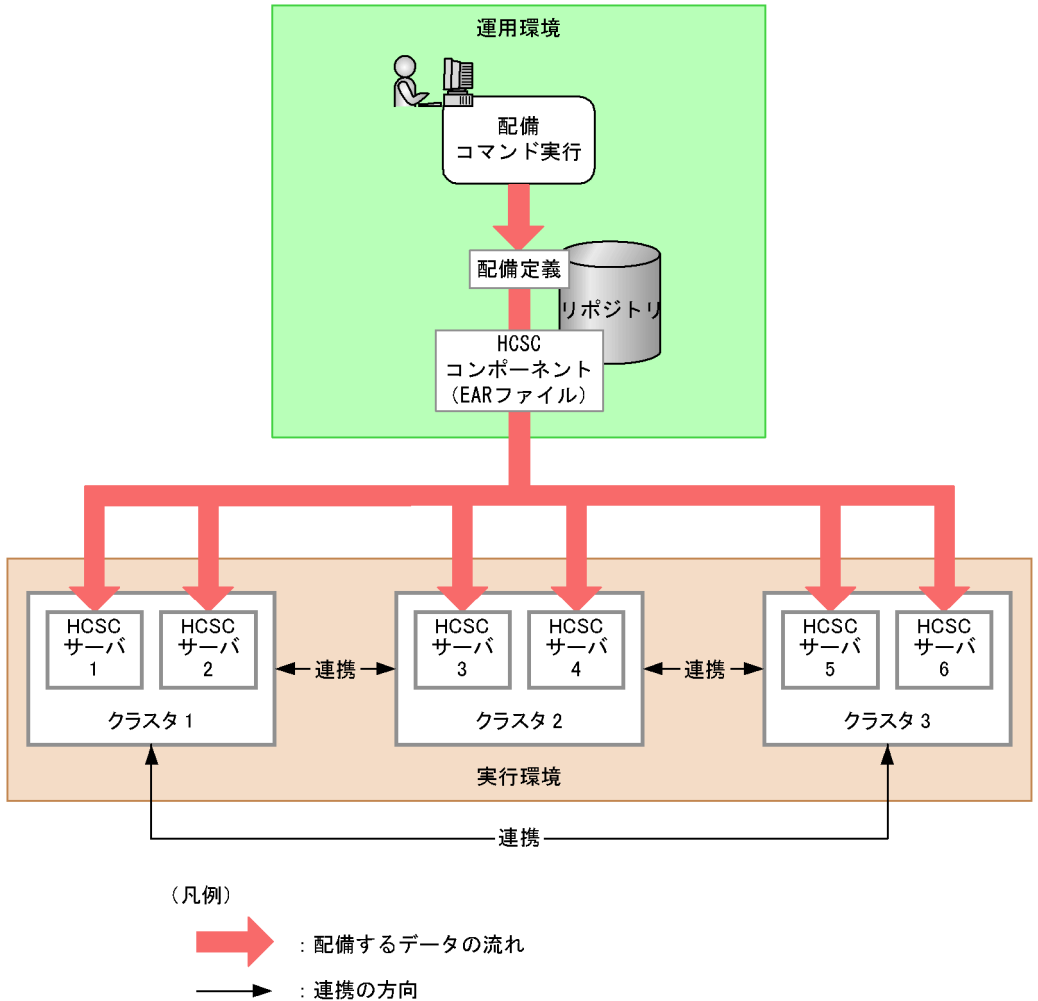 運用環境
配備
コマンド実行
配備定義
リポジトリ
HCSC
コンポーネント
（EARファイル）
HCSC
サーバ
1
HCSC
サーバ
2
クラスタ1
連携
HCSC
サーバ
3
HCSC
サーバ
4
クラスタ2
連携
HCSC
サーバ
5
HCSC
サーバ
6
クラスタ3
実行環境
連携
（凡例）
：配備するデータの流れ
：連携の方向